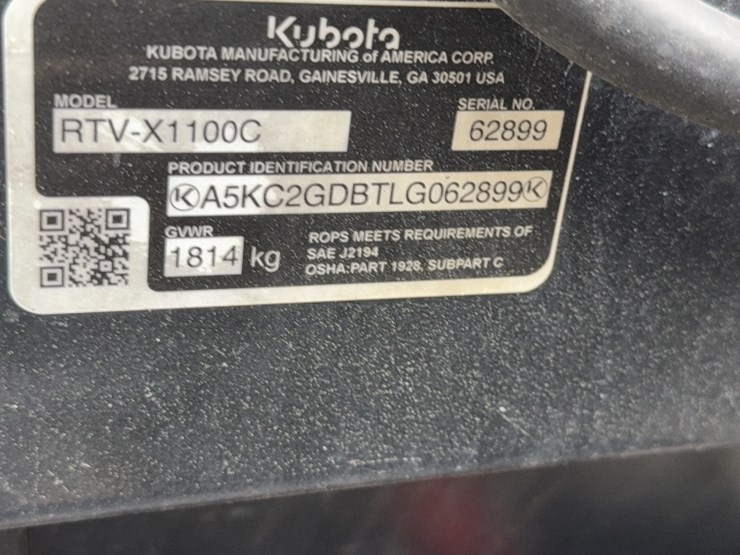 Kubota
KUBOTA MANUFACTURING of AMERICA CORP.
2715 RAMSEY ROAD, GAINESVILLE, GA 30501 USA
MODEL
RTV-X1100C
SERIAL NO.
62899
PRODUCT IDENTIFICATION NUMBER
A5KC2GDBTLG062899
GVWR
1814 kg
ROPS MEETS REQUIREMENTS OF
SAE J2194
OSHA:PART 1928, SUBPART C